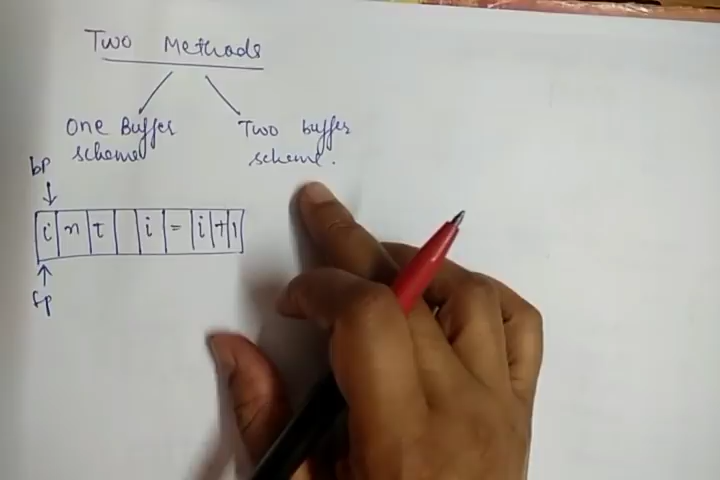 Two Methods
One Buffer
scheme
Two buffer
scheme.
bp
i n t i = i + 1
fp